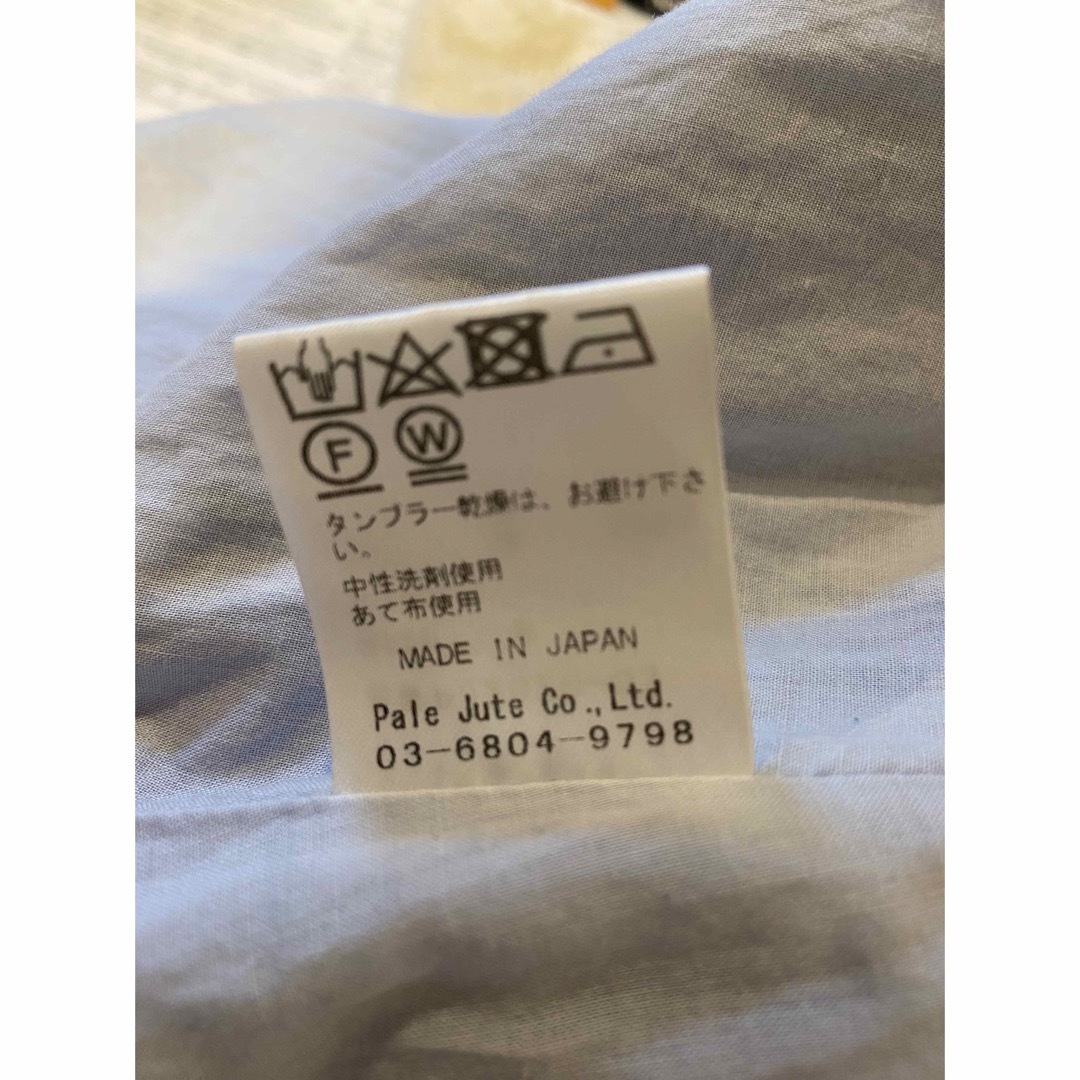 F W
タンブラー乾燥は、お避け下さ
い。
中性洗剤使用
あて布使用
MADE IN JAPAN
Pale Jute Co.,Ltd.
03-6804-9798